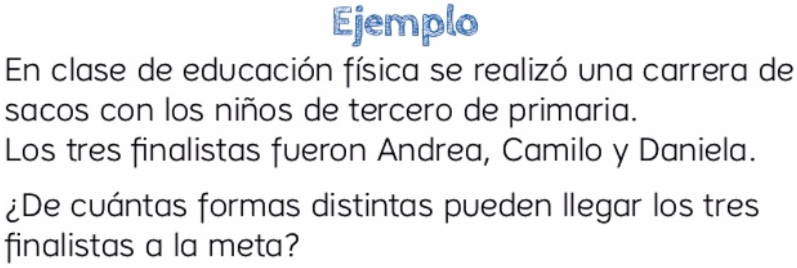 Ejemplo
En clase de educación física se realizó una carrera de
sacos con los niños de tercero de primaria.
Los tres finalistas fueron Andrea, Camilo y Daniela.
¿De cuántas formas distintas pueden llegar los tres
finalistas a la meta?